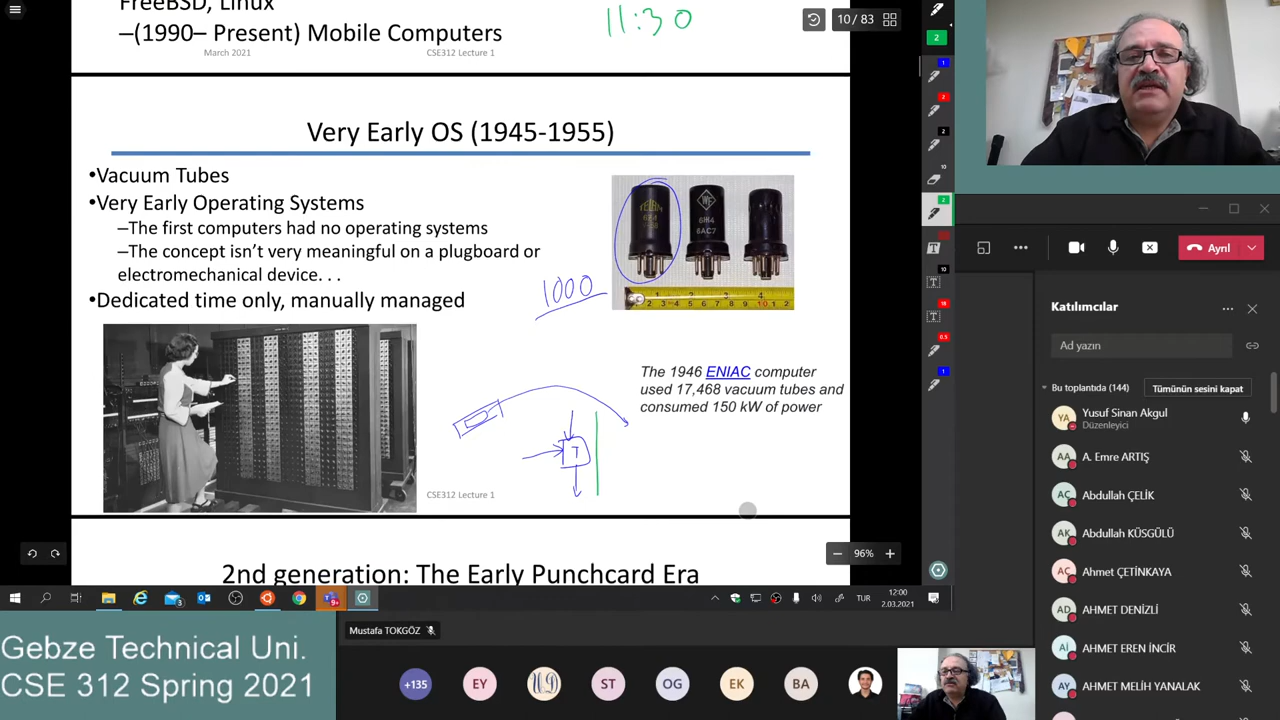 FreeBSD, Linux
–(1990– Present) Mobile Computers
11:30
10 / 83
March 2021
CSE312 Lecture 1
Very Early OS (1945-1955)
•Vacuum Tubes
•Very Early Operating Systems
–The first computers had no operating systems
–The concept isn't very meaningful on a plugboard or
electromechanical device. . .
•Dedicated time only, manually managed
1000
6Ж4
6AC7
The 1946 ENIAC computer
used 17,468 vacuum tubes and
consumed 150 kW of power
T
CSE312 Lecture 1
2nd generation: The Early Punchcard Era
96%
Ayrıl
Katılımcılar
Ad yazın
Bu toplantıda (144)
Tümünün sesini kapat
YA
Yusuf Sinan Akgul
Düzenleyici
AA
A. Emre ARTIŞ
AÇ
Abdullah ÇELİK
AK
Abdullah KÜSGÜLÜ
AÇ
Ahmet ÇETİNKAYA
AD
AHMET DENİZLİ
Aİ
AHMET EREN İNCİR
AY
AHMET MELİH YANALAK
TUR
12:00
2.03.2021
Mustafa TOKGÖZ
Gebze Technical Uni.
CSE 312 Spring 2021
+135
EY
ST
OG
EK
BA